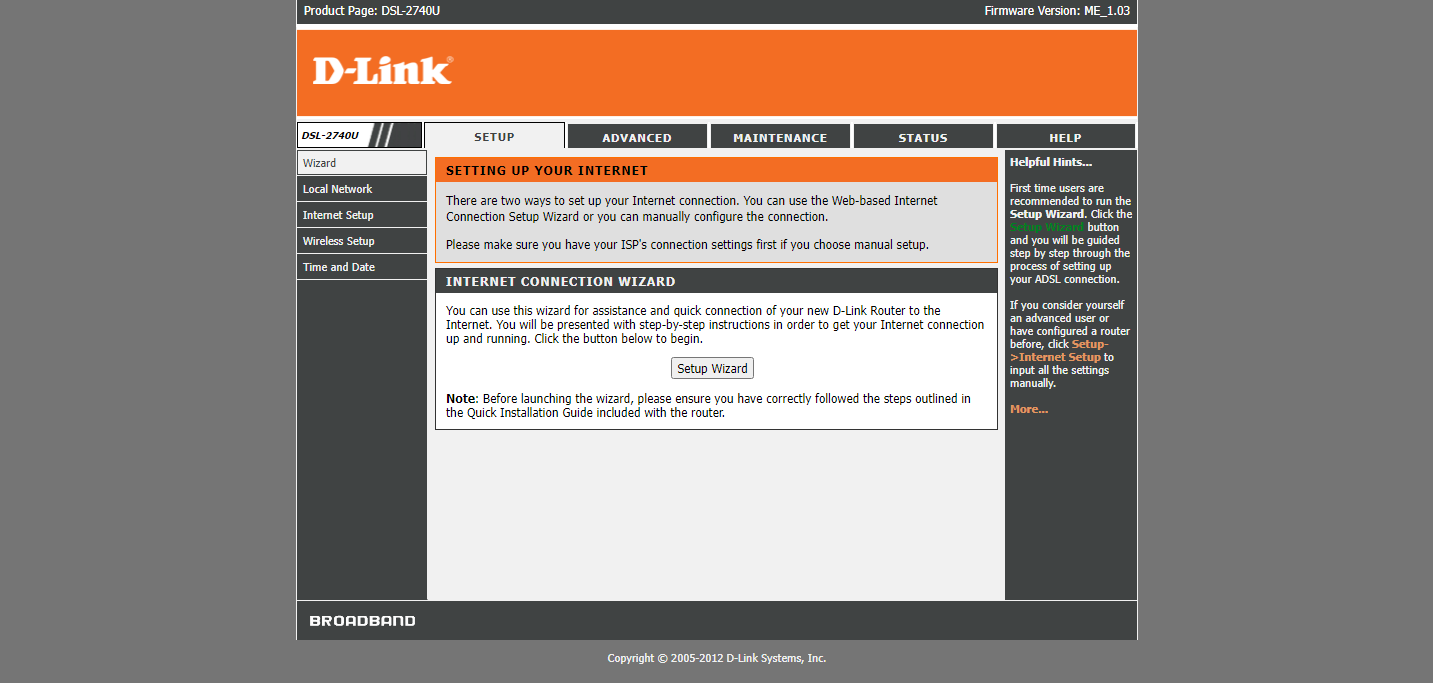 Product Page: DSL-2740U
Firmware Version: ME_1.03
D-Link®
DSL-2740U
SETUP
ADVANCED
MAINTENANCE
STATUS
HELP
Wizard
Local Network
Internet Setup
Wireless Setup
Time and Date
SETTING UP YOUR INTERNET
There are two ways to set up your Internet connection. You can use the Web-based Internet
Connection Setup Wizard or you can manually configure the connection.
Please make sure you have your ISP's connection settings first if you choose manual setup.
INTERNET CONNECTION WIZARD
You can use this wizard for assistance and quick connection of your new D-Link Router to the
Internet. You will be presented with step-by-step instructions in order to get your Internet connection
up and running. Click the button below to begin.
Setup Wizard
Note: Before launching the wizard, please ensure you have correctly followed the steps outlined in
the Quick Installation Guide included with the router.
Helpful Hints...
First time users are
recommended to run the
Setup Wizard. Click the
Setup Wizard button
and you will be guided
step by step through the
process of setting up
your ADSL connection.
If you consider yourself
an advanced user or
have configured a router
before, click Setup-
>Internet Setup to
input all the settings
manually.
More...
BROADBAND
Copyright © 2005-2012 D-Link Systems, Inc.